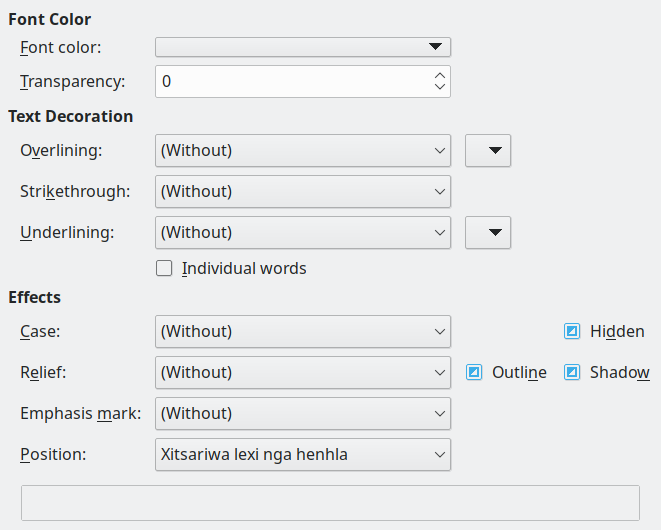 Font Color
Font color:
Transparency: 0
Text Decoration
Overlining: (Without)
Strikethrough: (Without)
Underlining: (Without)
Individual words
Effects
Case: (Without) Hidden
Relief: (Without) Outline Shadow
Emphasis mark: (Without)
Position: Xitsariwa lexi nga henhla